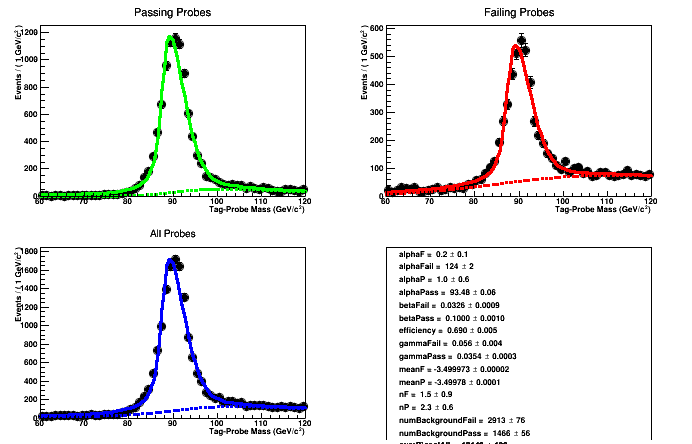 Passing Probes
Events / ( 1 GeV/c² )
1200
1000
800
600
400
200
0
60 70 80 90 100 110 120
Tag-Probe Mass (GeV/c²)
Failing Probes
Events / ( 1 GeV/c² )
600
500
400
300
200
100
60 70 80 90 100 110 120
Tag-Probe Mass (GeV/c²)
All Probes
Events / ( 1 GeV/c² )
1800
1600
1400
1200
1000
800
600
400
200
0
60 70 80 90 100 110 120
Tag-Probe Mass (GeV/c²)
alphaF = 0.2 ± 0.1
alphaFail = 124 ± 2
alphaP = 1.0 ± 0.6
alphaPass = 93.48 ± 0.06
betaFail = 0.0326 ± 0.0009
betaPass = 0.1000 ± 0.0010
efficiency = 0.690 ± 0.005
gammaFail = 0.056 ± 0.004
gammaPass = 0.0354 ± 0.0003
meanF = -3.499973 ± 0.00002
meanP = -3.49978 ± 0.0001
nF = 1.5 ± 0.9
nP = 2.3 ± 0.6
numBackgroundFail = 2913 ± 76
numBackgroundPass = 1466 ± 56